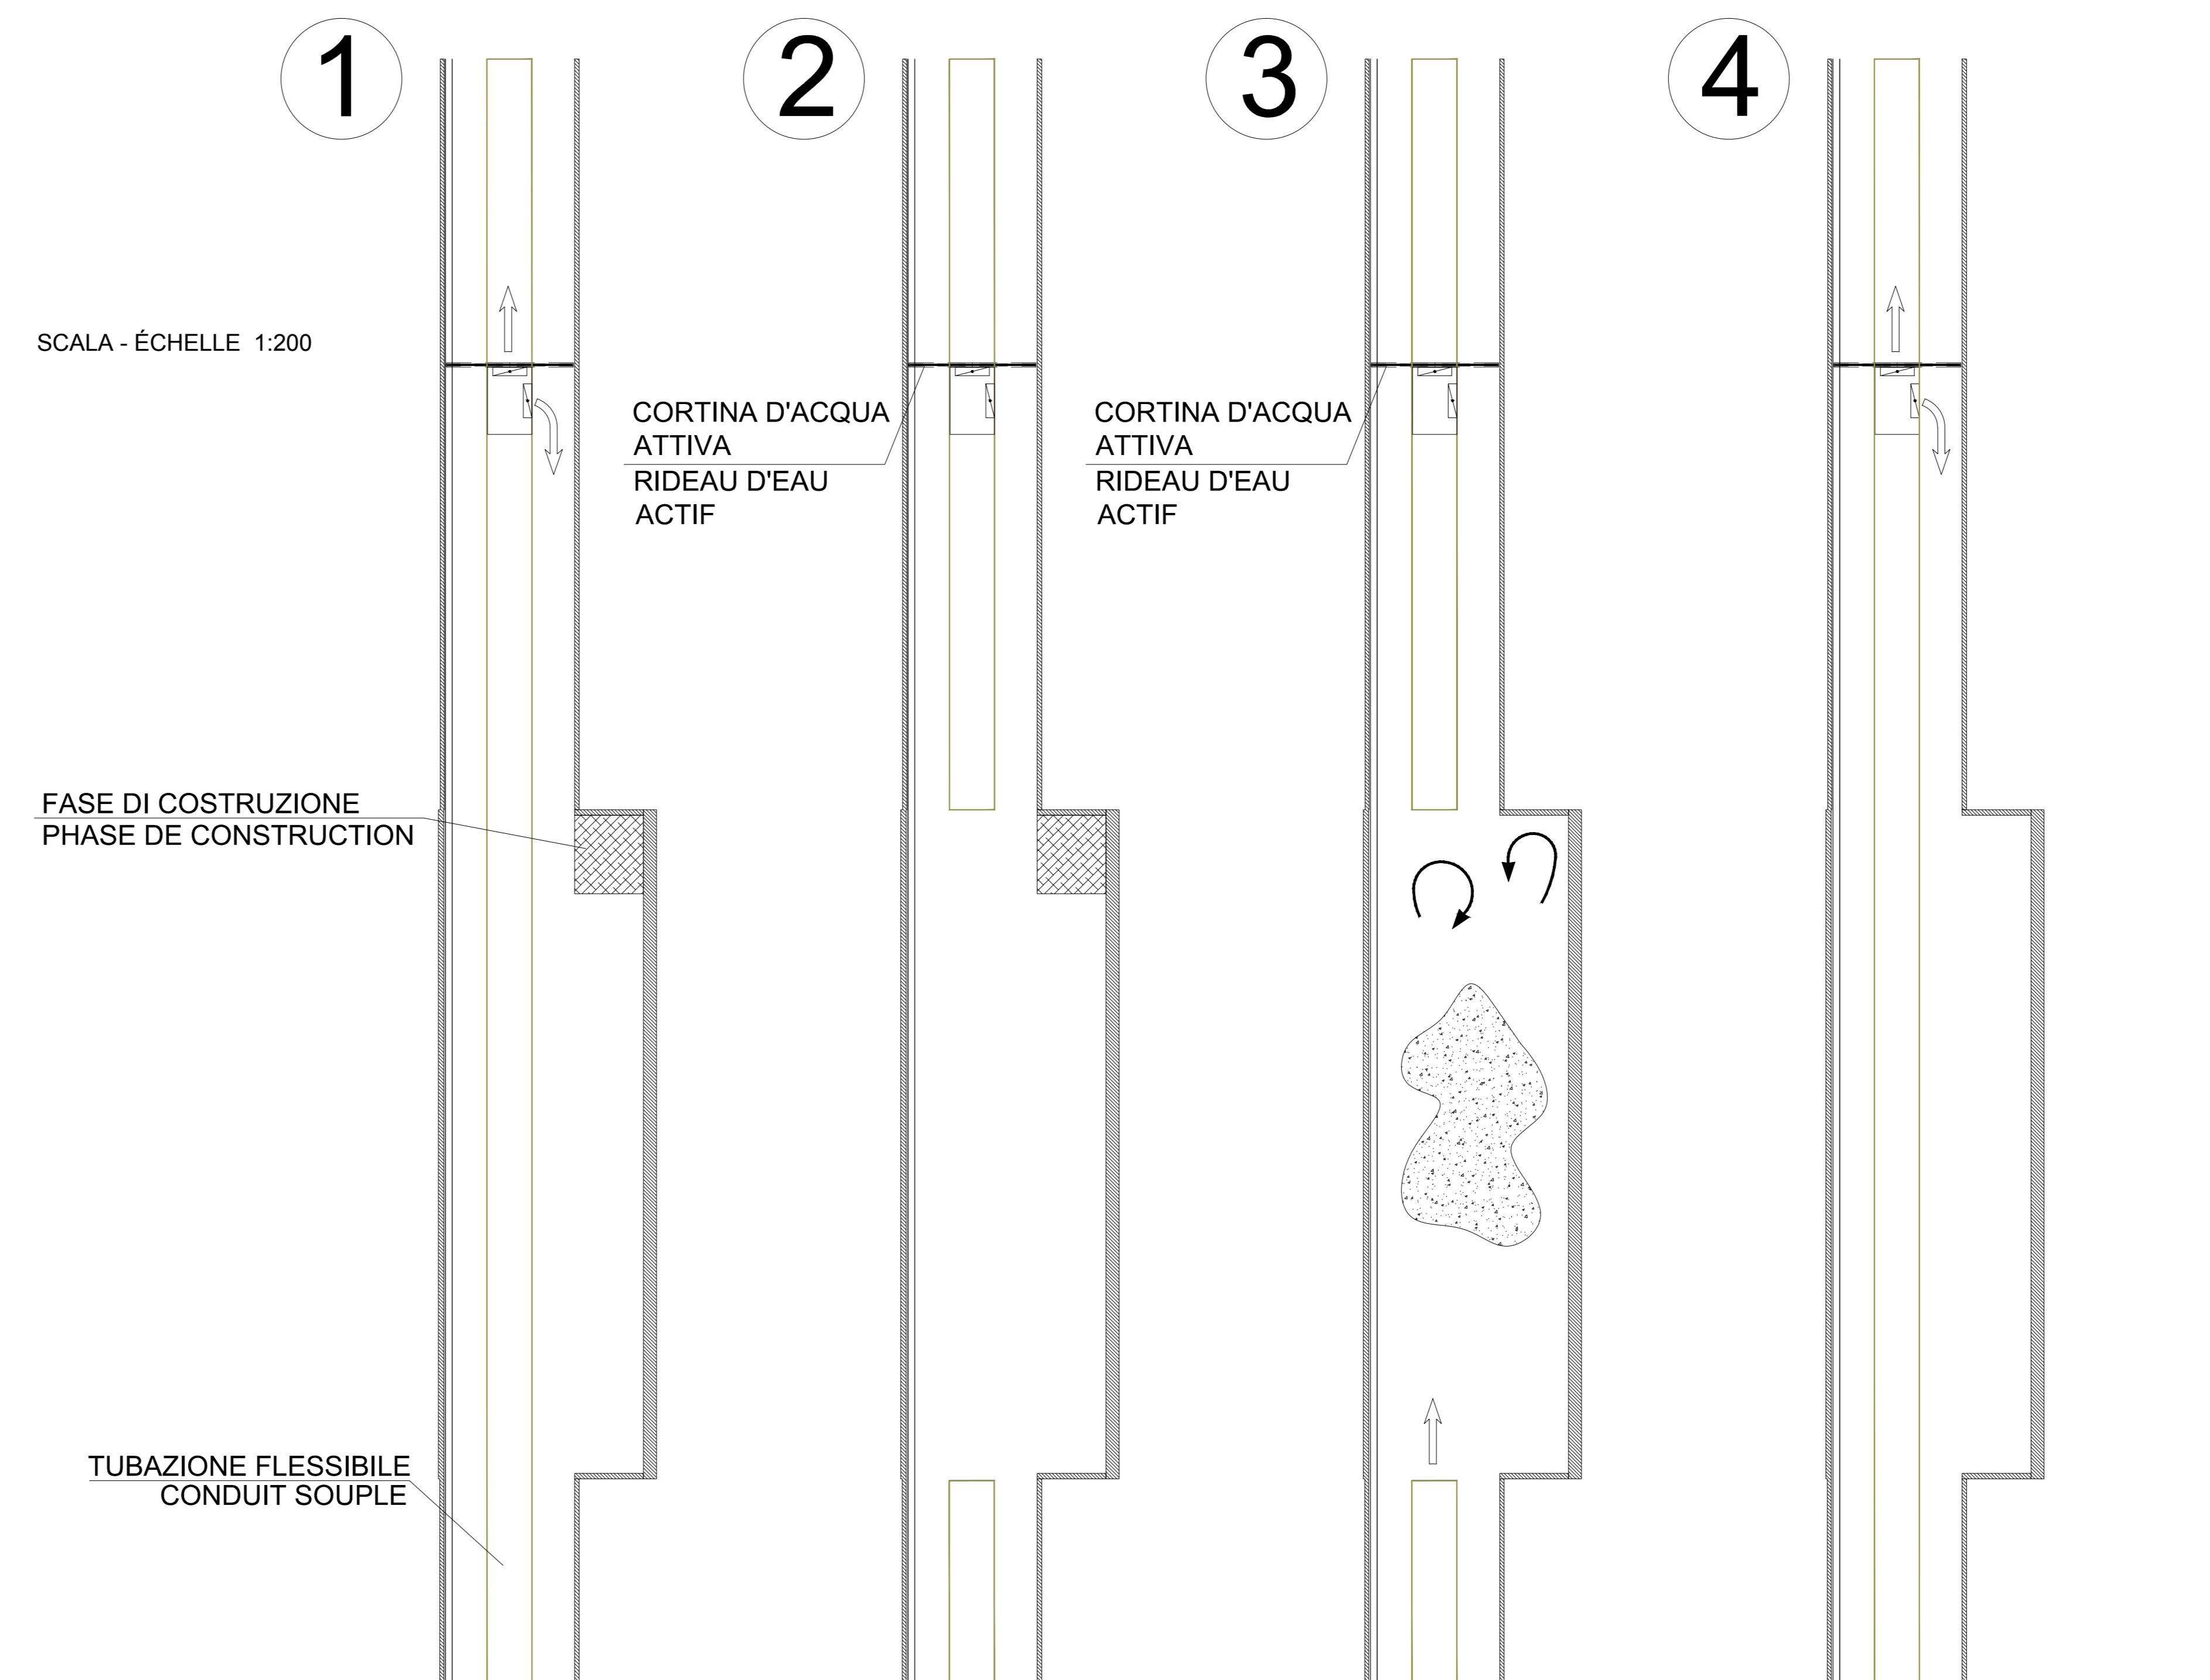 1
2
3
4
SCALA - ÉCHELLE 1:200
CORTINA D'ACQUA
ATTIVA
RIDEAU D'EAU
ACTIF
CORTINA D'ACQUA
ATTIVA
RIDEAU D'EAU
ACTIF
FASE DI COSTRUZIONE
PHASE DE CONSTRUCTION
TUBAZIONE FLESSIBILE
CONDUIT SOUPLE